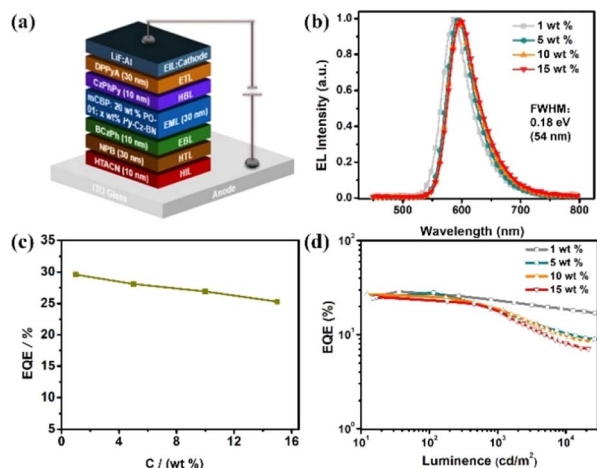 (a)
LiF:Al
EIL:Cathode
DPPyA (30 nm)
ETL
CzPhPy (10 nm)
HBL
mCBP: 20 wt % PO-
01: x wt% Py-Cz-BN
EML (30 nm)
BCzPh (10 nm)
EBL
NPB (30 nm)
HTL
HTACN (10 nm)
HIL
ITO Glass
Anode
(b)
EL Intensity (a.u.)
1.0
0.8
0.6
0.4
0.2
0.0
500
600
700
800
Wavelength (nm)
1 wt %
5 wt %
10 wt %
15 wt %
FWHM:
0.18 eV
(54 nm)
(c)
EQE / %
35
30
25
20
15
10
5
0
4
8
12
16
C / (wt %)
(d)
EQE (%)
10²
10¹
10⁰
10¹
10²
10³
10⁴
Luminence (cd/m²)
1 wt %
5 wt %
10 wt %
15 wt %